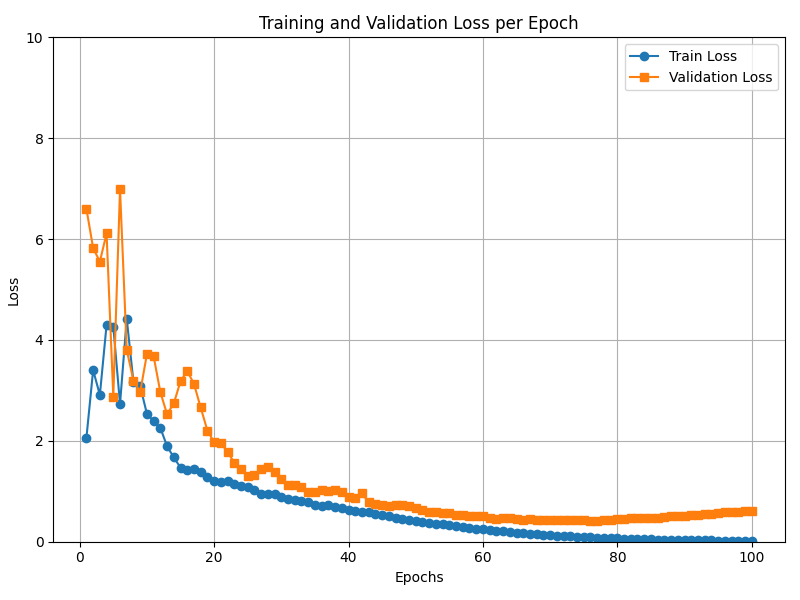 Training and Validation Loss per Epoch
Train Loss
Validation Loss
10
8
6
4
2
0
Loss
0 20 40 60 80 100
Epochs